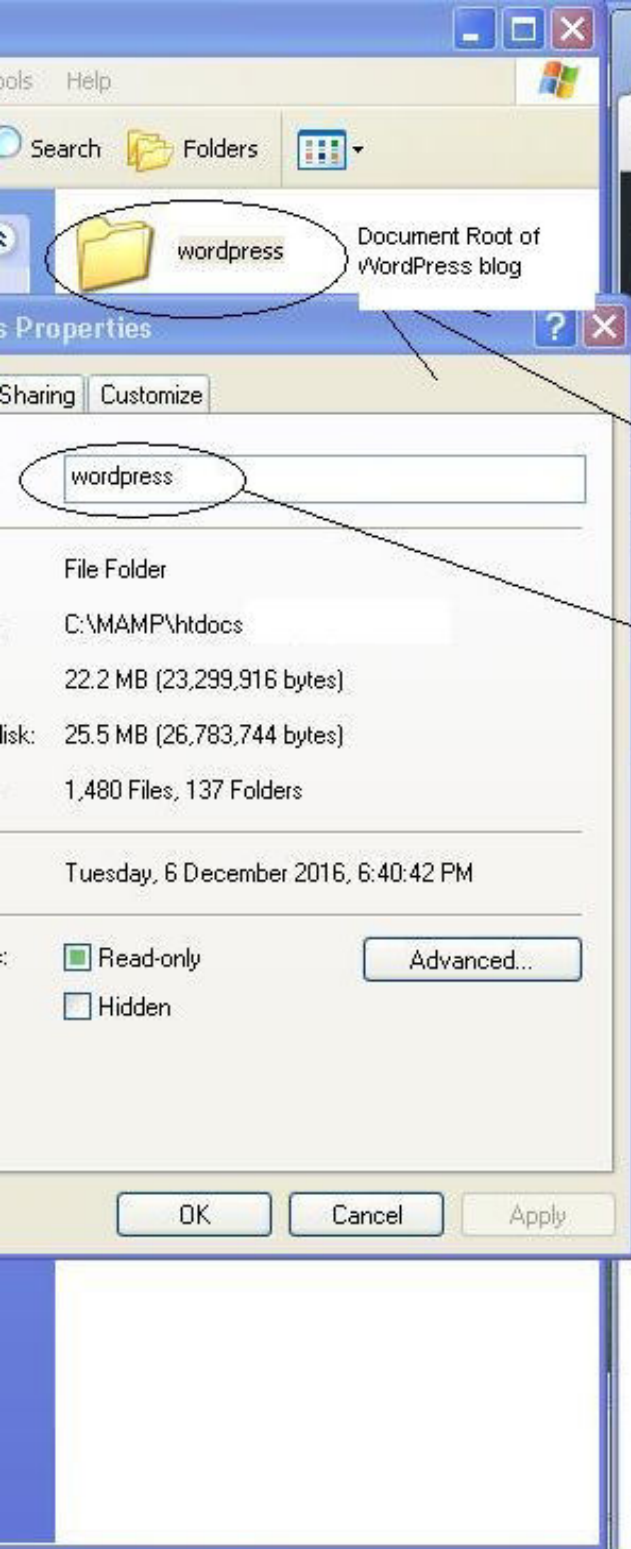 Help
Search Folders
wordpress
Document Root of
WordPress blog
Properties
Sharing Customize
wordpress
File Folder
C:\MAMP\htdocs
22.2 MB (23,299,916 bytes)
disk: 25.5 MB (26,783,744 bytes)
1,480 Files, 137 Folders
Tuesday, 6 December 2016, 6:40:42 PM
Read-only
Advanced...
Hidden
OK Cancel Apply